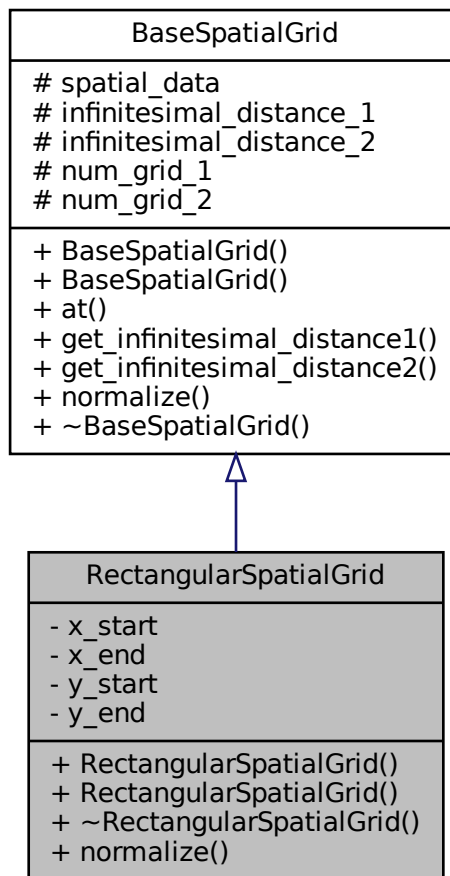 BaseSpatialGrid
# spatial_data
# infinitesimal_distance_1
# infinitesimal_distance_2
# num_grid_1
# num_grid_2
+ BaseSpatialGrid()
+ BaseSpatialGrid()
+ at()
+ get_infinitesimal_distance1()
+ get_infinitesimal_distance2()
+ normalize()
+ ~BaseSpatialGrid()
RectangularSpatialGrid
- x_start
- x_end
- y_start
- y_end
+ RectangularSpatialGrid()
+ RectangularSpatialGrid()
+ ~RectangularSpatialGrid()
+ normalize()